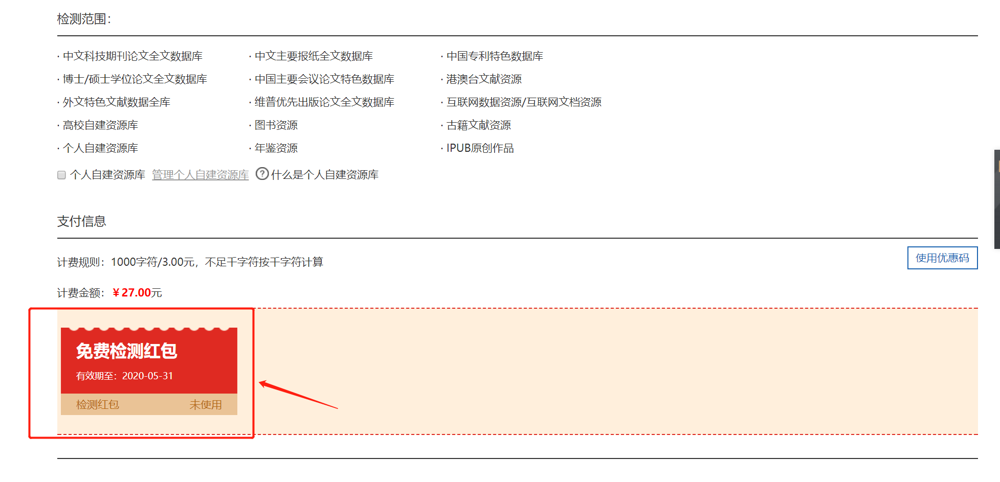 检测范围：
· 中文科技期刊论文全文数据库 · 中文主要报纸全文数据库 · 中国专利特色数据库
· 博士/硕士学位论文全文数据库 · 中国主要会议论文特色数据库 · 港澳台文献资源
· 外文特色文献数据全库 · 维普优先出版论文全文数据库 · 互联网数据资源/互联网文档资源
· 高校自建资源库 · 图书资源 · 古籍文献资源
· 个人自建资源库 · 年鉴资源 · IPUB原创作品
个人自建资源库 管理个人自建资源库 ? 什么是个人自建资源库
支付信息
计费规则：1000字符/3.00元，不足千字符按千字符计算
使用优惠码
计费金额：￥27.00元
免费检测红包
有效期至：2020-05-31
检测红包 未使用